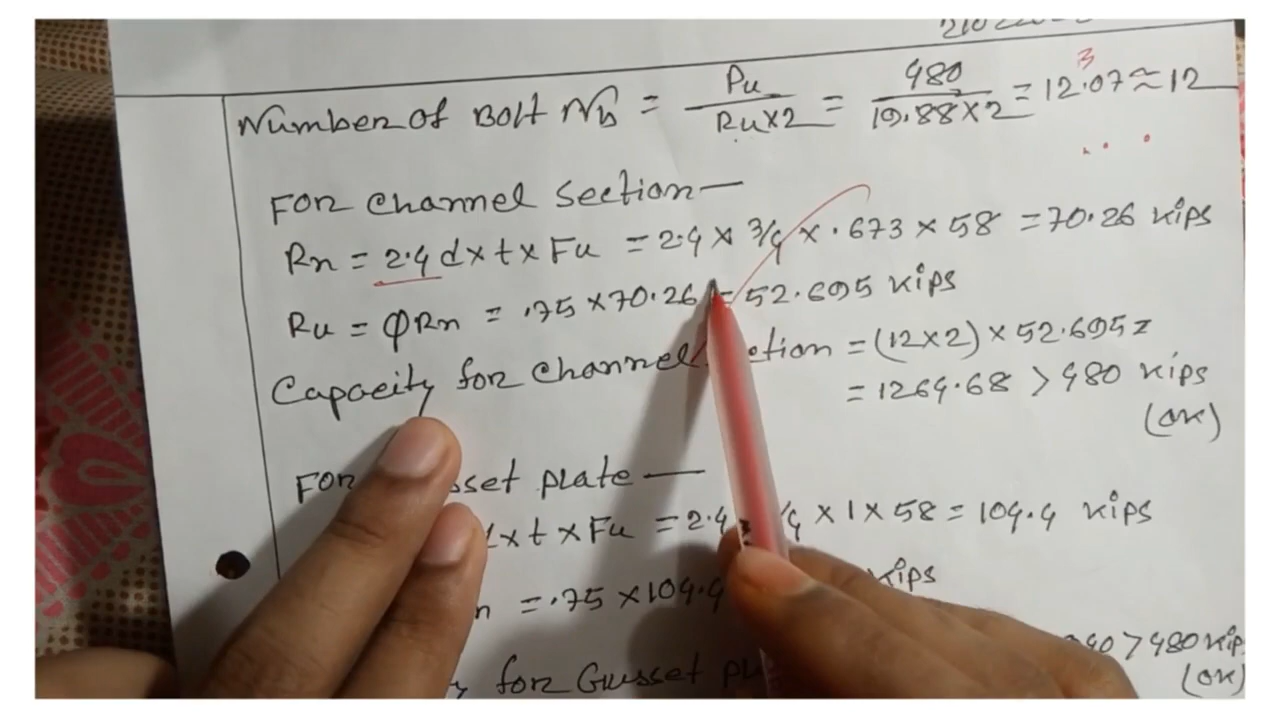 Number of Bolt Nb = Pu / Ru×2 = 480 / 19.88×2 = 12.07 ≈ 12
3
For channel section —
Rn = 2.4 d×t×Fu = 2.4 × 3/4 × .673 × 58 = 70.26 kips
Ru = φRn = .75 ×70.26 = 52.695 kips
Capacity for channel = (12×2) × 52.695
= 1264.68 > 480 kips
(OK)
For plate —
×t×Fu = 2.4 × 1 × 58 = 104.4 kips
= .75 ×104.4 kips
> 480 kip
for Gusset
(OK)